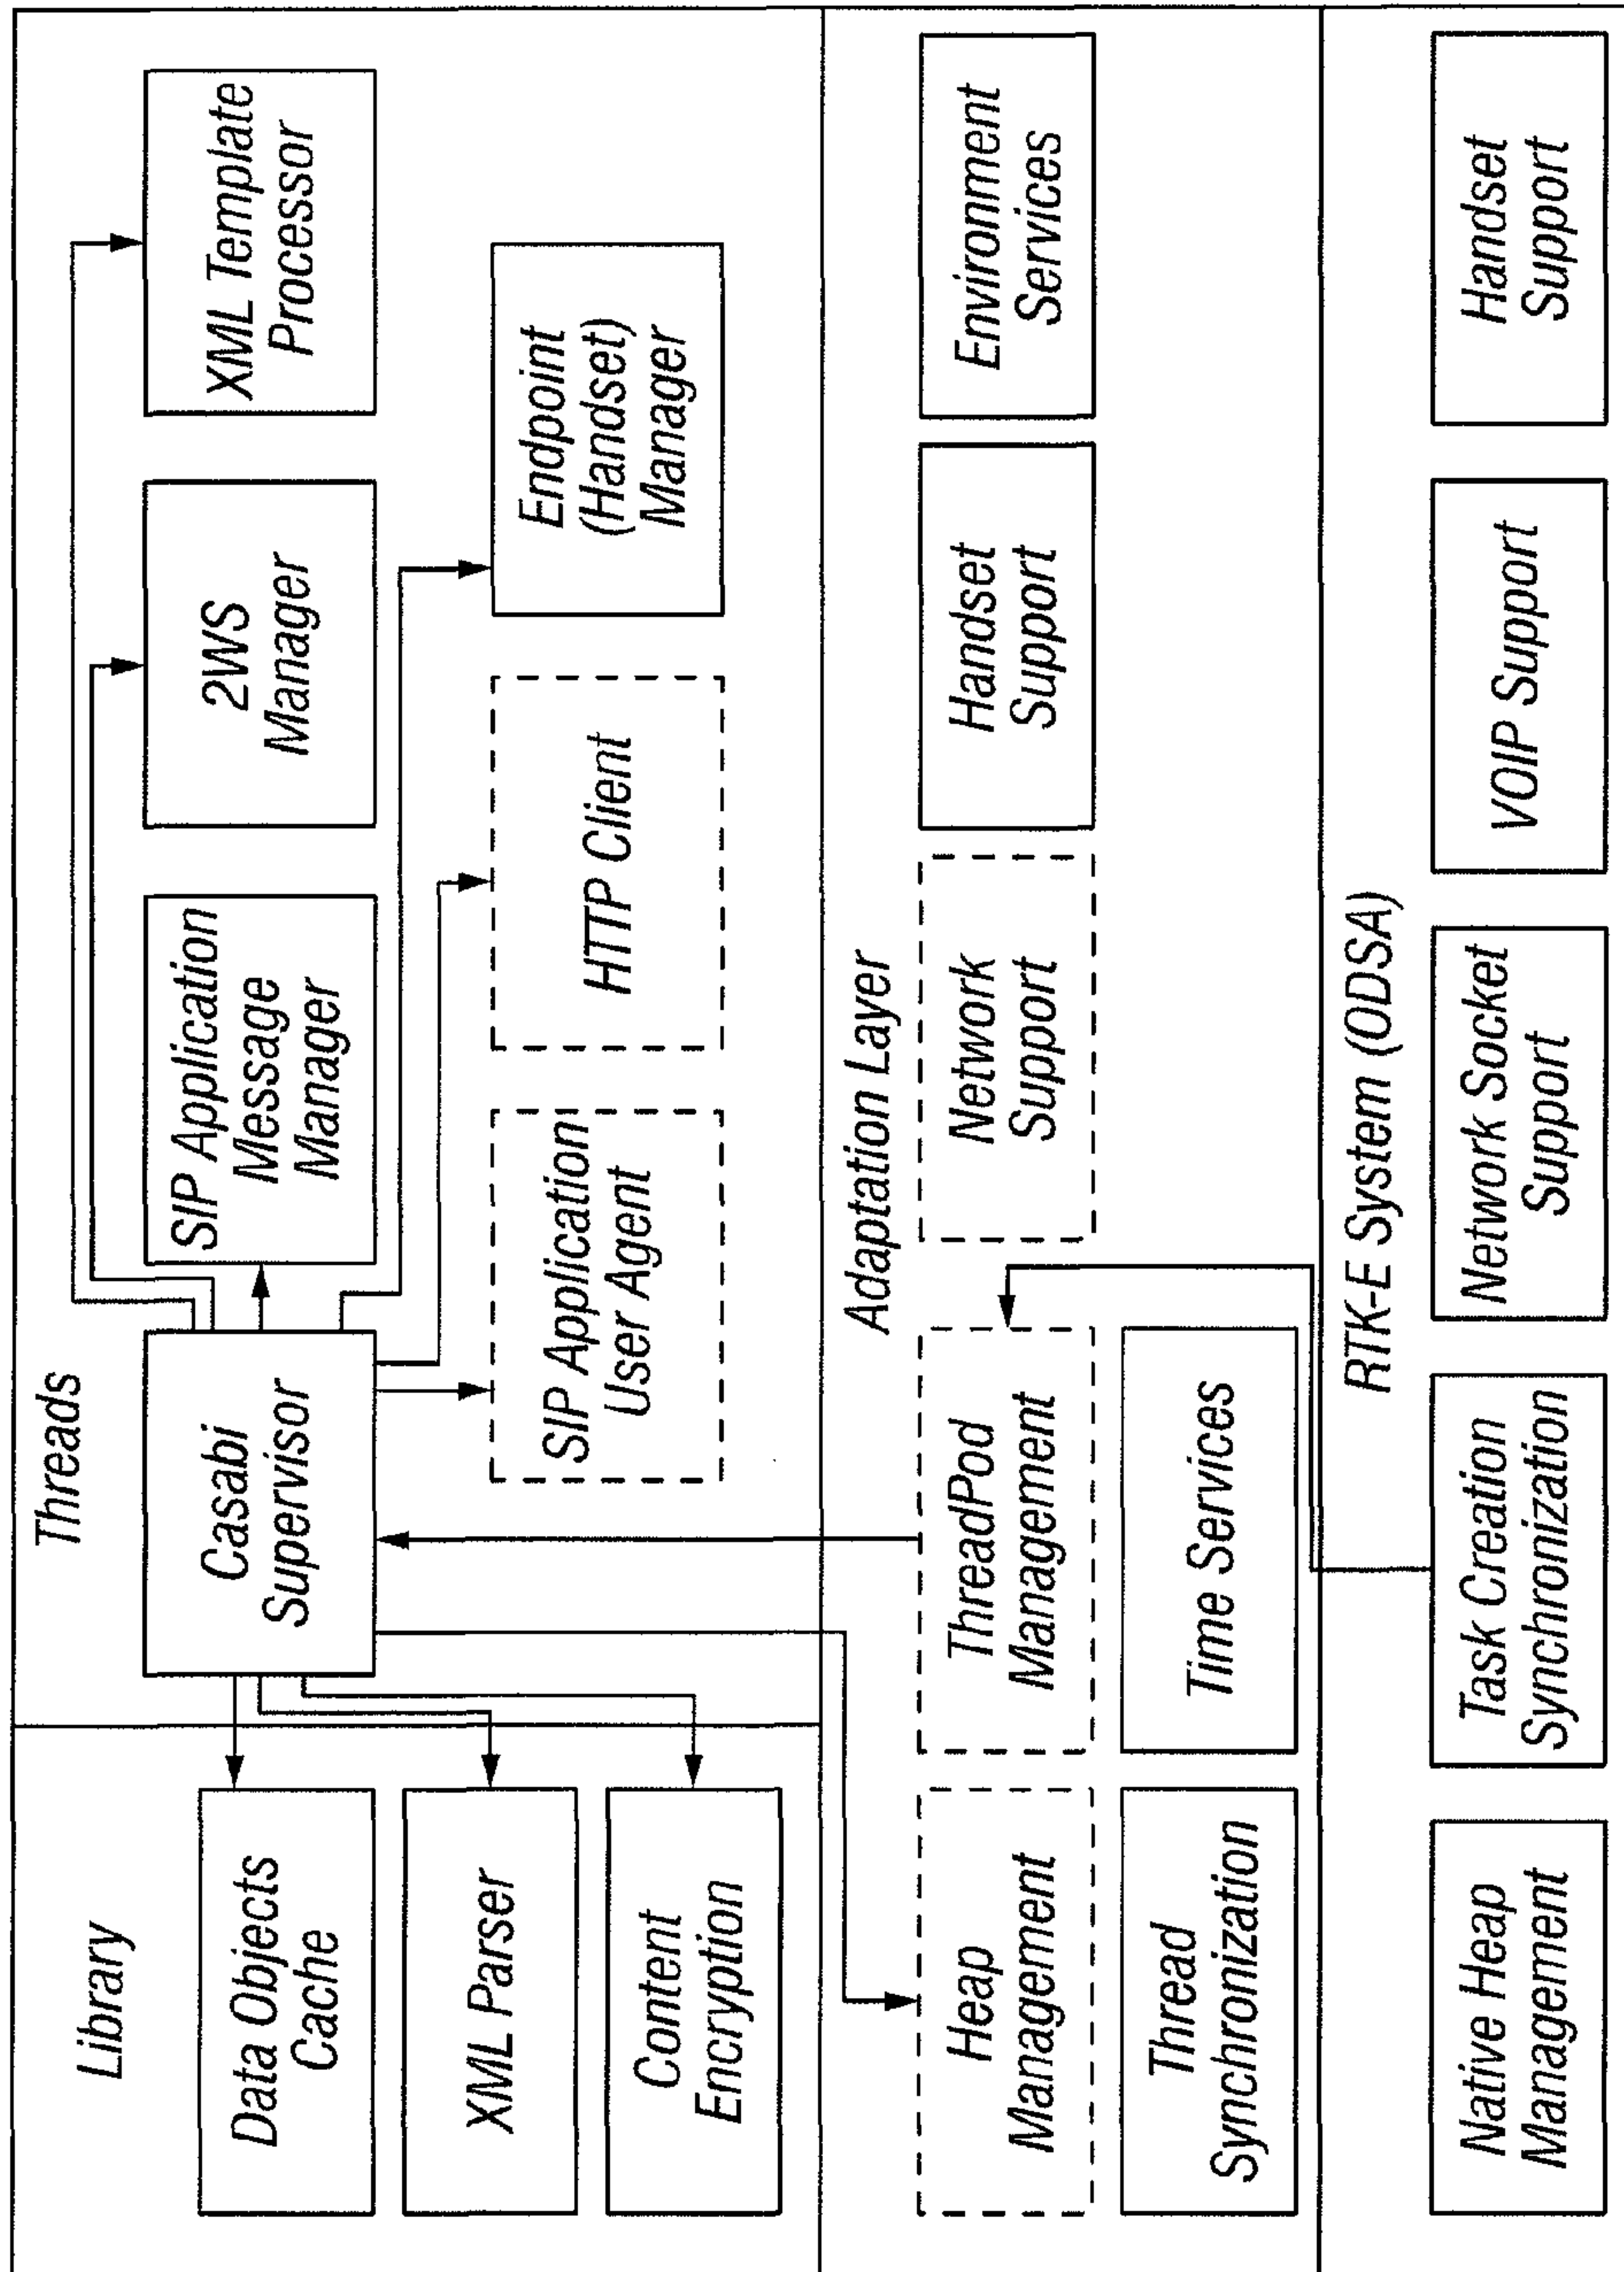 Library
Data Objects
Cache
XML Parser
Content
Encryption
Threads
Casabi
Supervisor
SIP Application
Message
Manager
2WS
Manager
XML Template
Processor
SIP Application
User Agent
HTTP Client
Endpoint
(Handset)
Manager
Adaptation Layer
Heap
Management
ThreadPod
Management
Network
Support
Handset
Support
Environment
Services
Thread
Synchronization
Time Services
RTK-E System (ODSA)
Native Heap
Management
Task Creation
Synchronization
Network Socket
Support
VOIP Support
Handset
Support